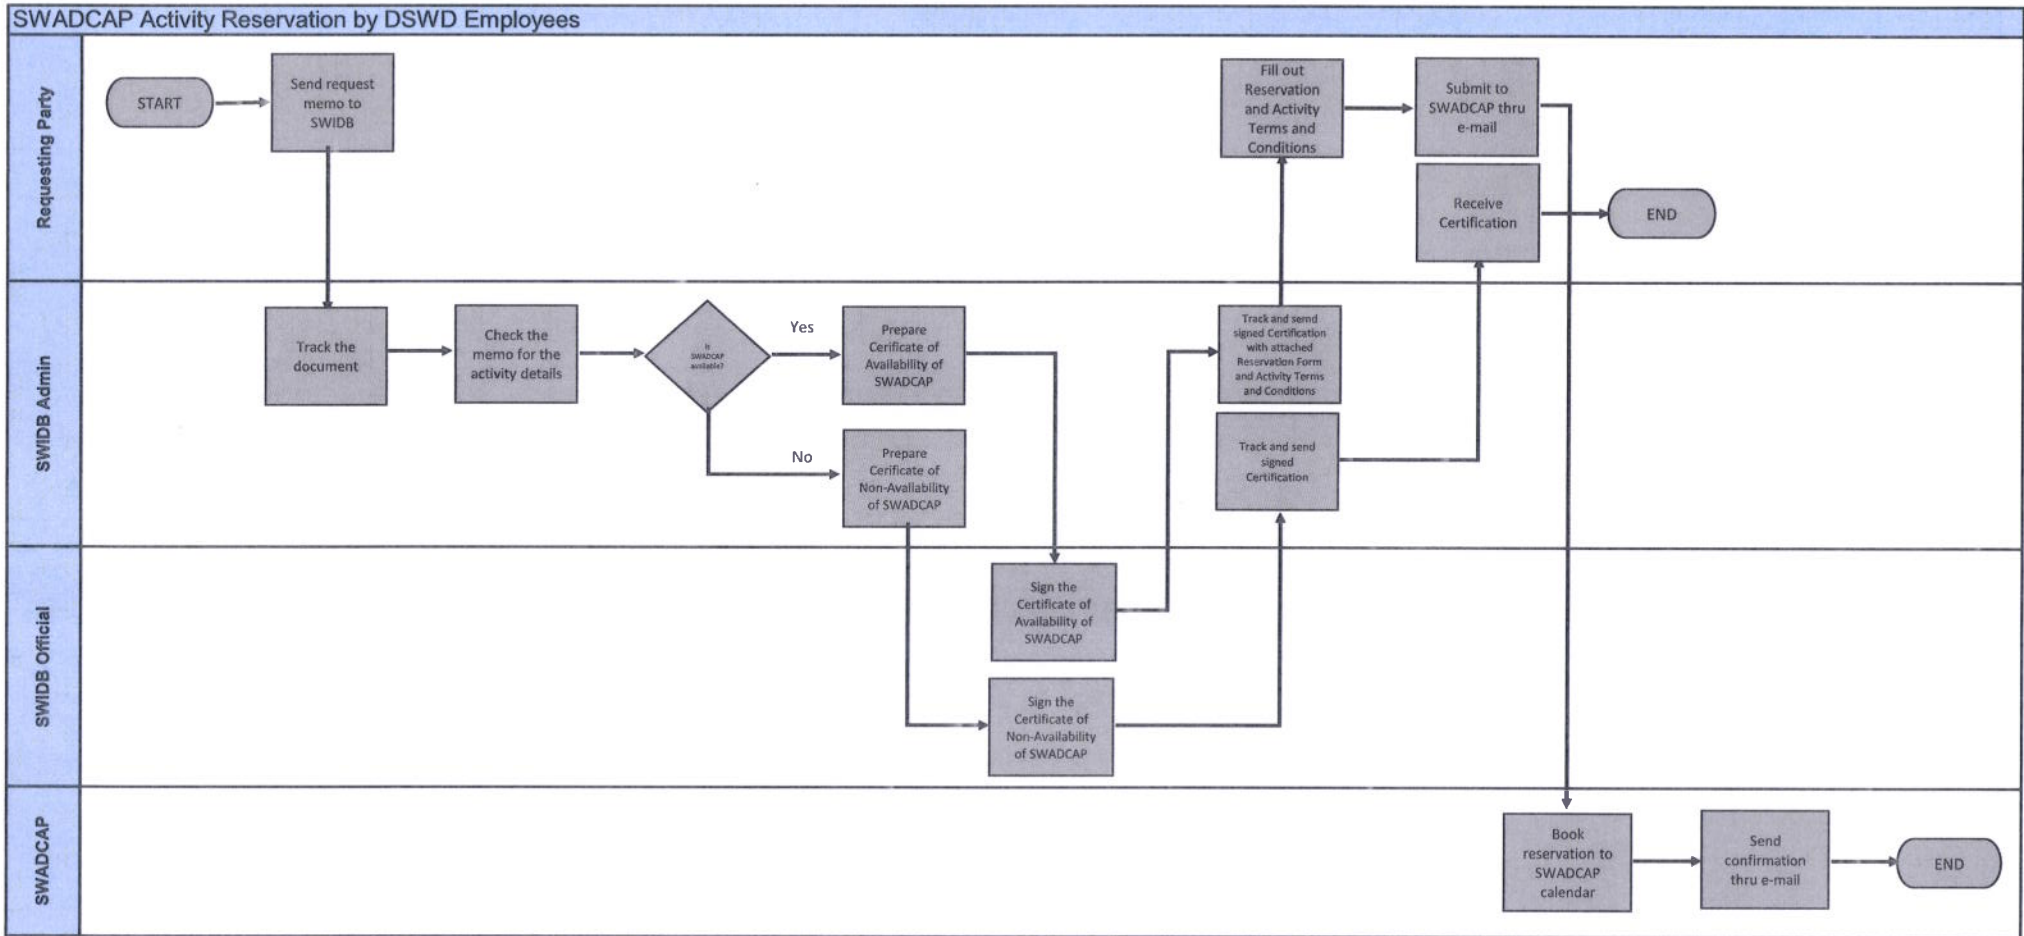 SWADCAP Activity Reservation by DSWD Employees
Requesting Party
START
Send request
memo to
SWIDB
Fill out
Reservation
and Activity
Terms and
Conditions
Submit to
SWADCAP thru
e-mail
Receive
Certification
END
SWIDB Admin
Track the
document
Check the
memo for the
activity details
Is
SWADCAP
available?
Yes
No
Prepare
Cerificate of
Availability of
SWADCAP
Prepare
Cerificate of
Non-Availability
of SWADCAP
Track and semd
signed Certification
with attached
Reservation Form
and Activity Terms
and Conditions
Track and send
signed
Certification
SWIDB Official
Sign the
Certificate of
Availability of
SWADCAP
Sign the
Certificate of
Non-Availability
of SWADCAP
SWADCAP
Book
reservation to
SWADCAP
calendar
Send
confirmation
thru e-mail
END